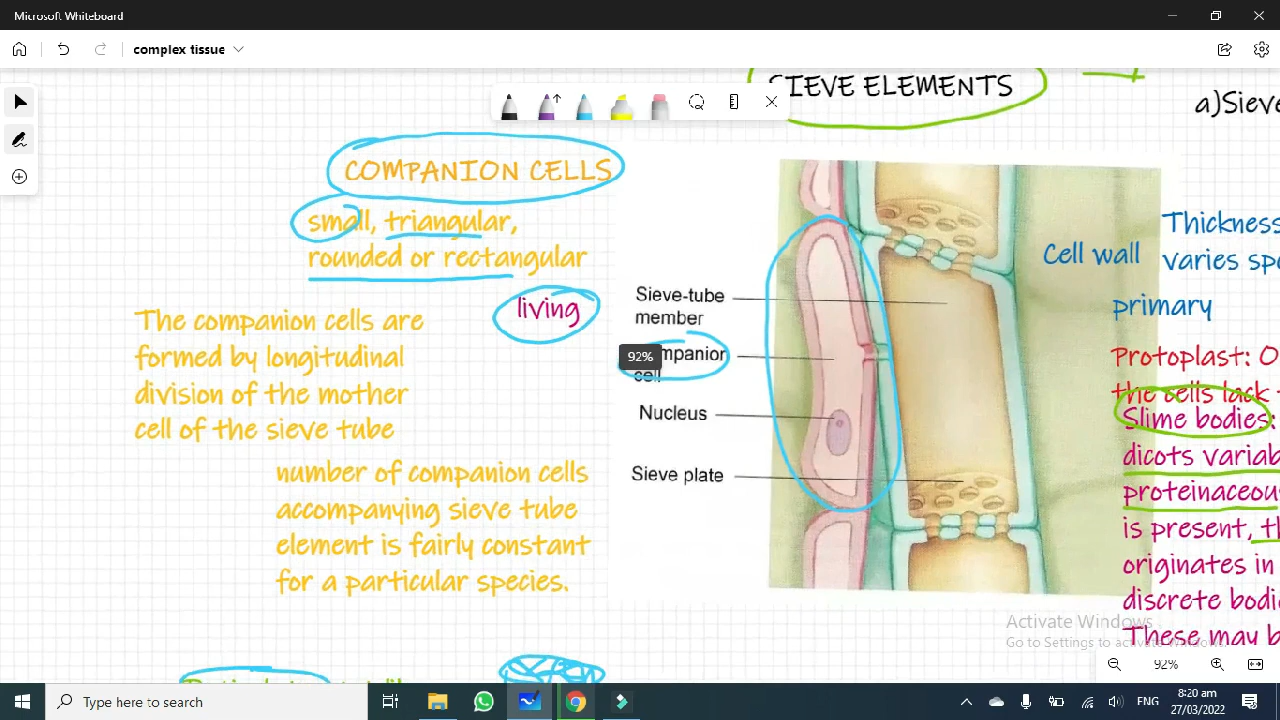 Microsoft Whiteboard
complex tissue
SIEVE ELEMENTS
a)Sieve
COMPANION CELLS
small, triangular,
rounded or rectangular
living
The companion cells are
formed by longitudinal
division of the mother
cell of the sieve tube
number of companion cells
accompanying sieve tube
element is fairly constant
for a particular species.
Sieve-tube
member
92%
cell
Nucleus
Sieve plate
Cell wall
Thickness
varies
primary
Protoplast:
the cells lack
Slime bodies:
dicots
is present,
originates in
discrete
These may
Activate Windows
Go to Settings to activate Windows.
92%
Type here to search
ENG
8:20 am
27/03/2022